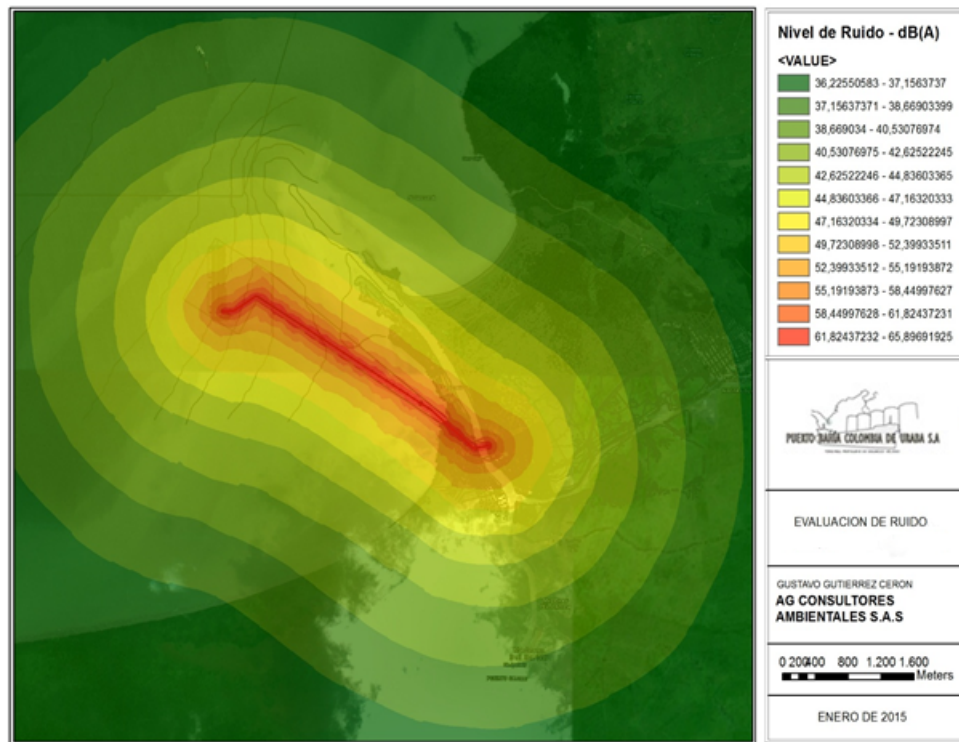 Nivel de Ruido - dB(A)
<VALUE>
36,22550583 - 37,1563737
37,15637371 - 38,66903399
38,669034 - 40,53076974
40,53076975 - 42,62522245
42,62522246 - 44,83603365
44,83603366 - 47,16320333
47,16320334 - 49,72308997
49,72308998 - 52,39933511
52,39933512 - 55,19193872
55,19193873 - 58,44997627
58,44997628 - 61,82437231
61,82437232 - 65,89691925
PUERTO BAHÍA COLOMBIA DE URABA S.A
EVALUACION DE RUIDO
GUSTAVO GUTIERREZ CERON
AG CONSULTORES
AMBIENTALES S.A.S
0 200 400 800 1.200 1.600
Meters
ENERO DE 2015